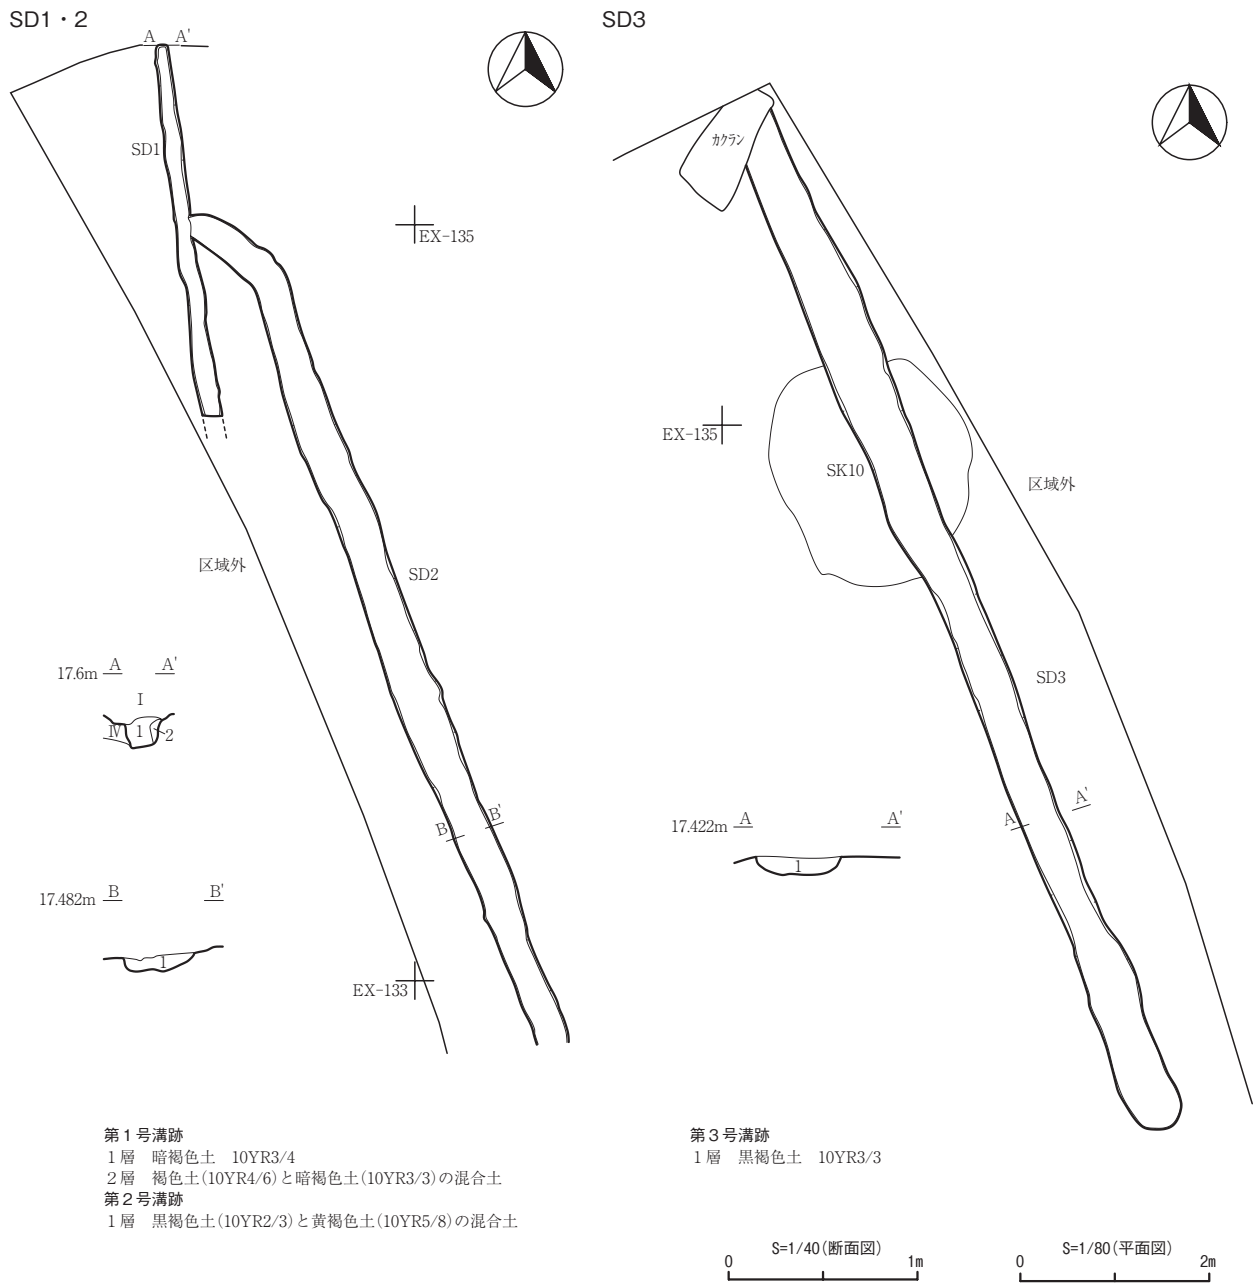 SD1・2
A A'
SD1
EX-135
区域外
SD2
17.6m A A'
Ⅰ
Ⅳ 1 2
B B'
17.482m B B'
1
EX-133
第１号溝跡
１層 暗褐色土 10YR3/4
２層 褐色土(10YR4/6)と暗褐色土(10YR3/3)の混合土
第２号溝跡
１層 黒褐色土(10YR2/3)と黄褐色土(10YR5/8)の混合土
SD3
カクラン
EX-135
SK10
区域外
SD3
A A'
17.422m A A'
1
第３号溝跡
１層 黒褐色土 10YR3/3
S=1/40(断面図)
0 1m
S=1/80(平面図)
0 2m